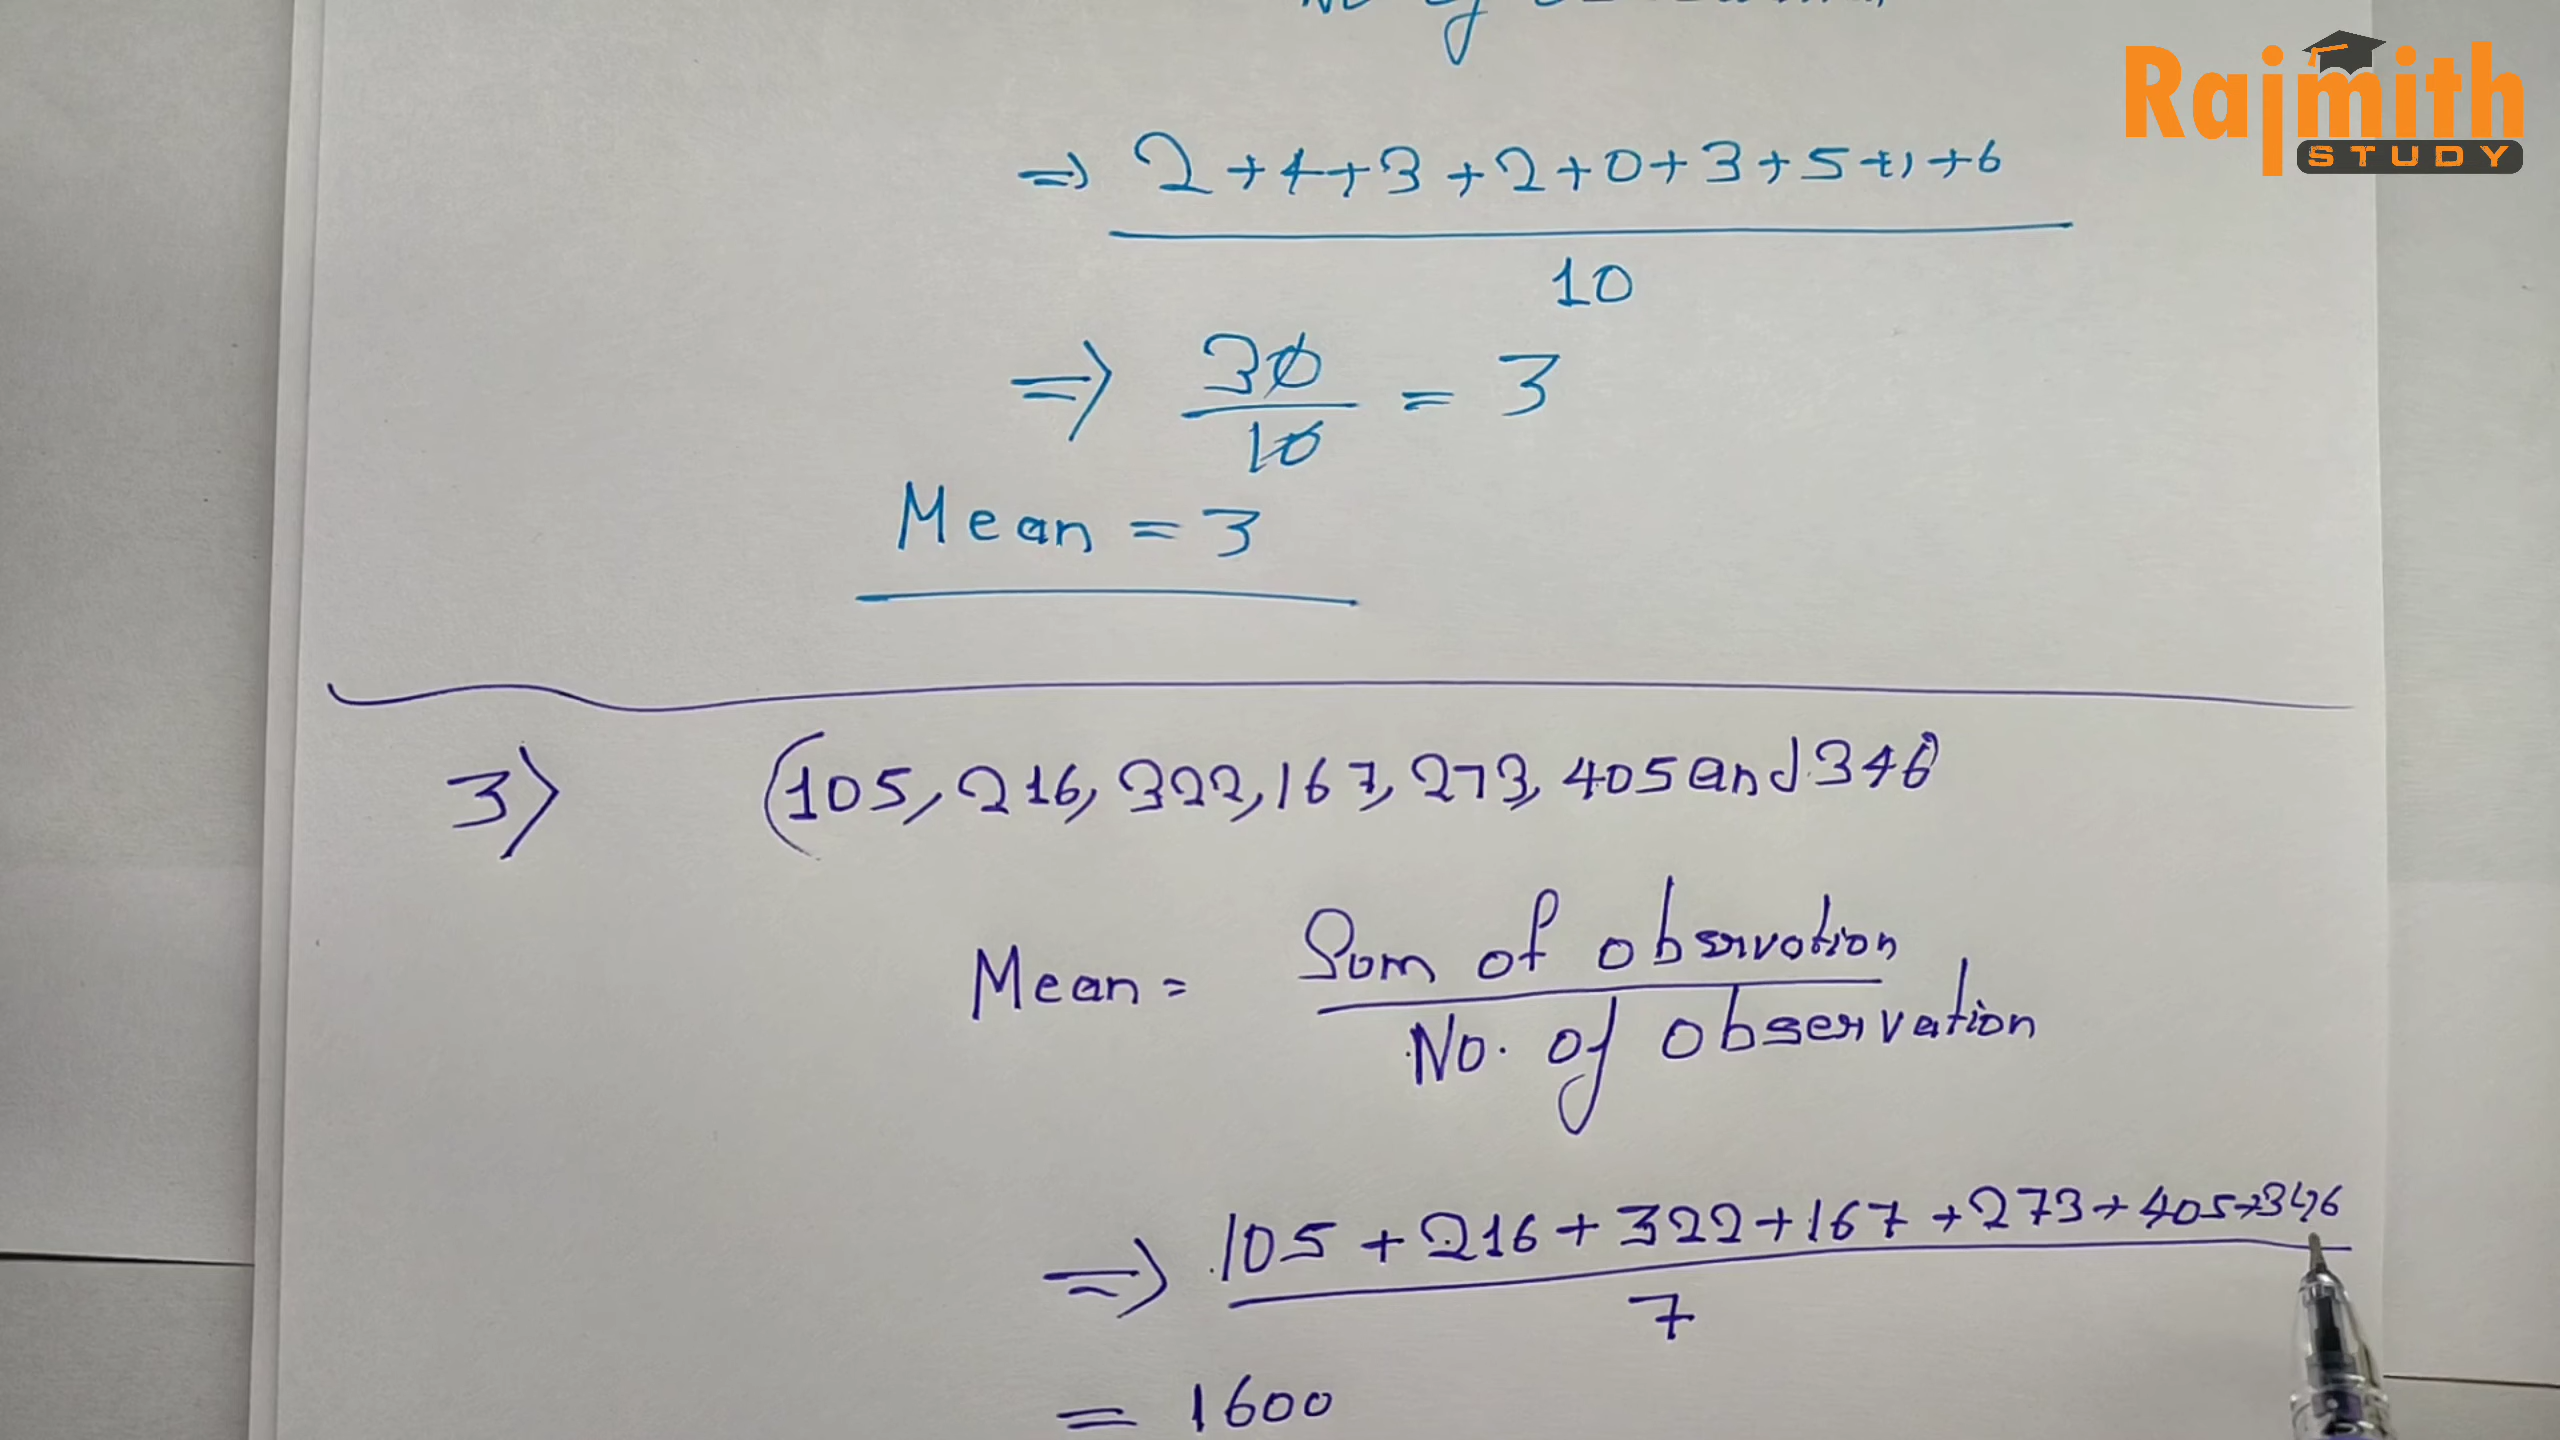 Rajmith
STUDY
=> 2+4+3+2+0+3+5+1+6
10
=> 30
10
= 3
Mean = 3
3) (105, 216, 322, 167, 273, 405 and 346
Mean = Sum of observation
No. of observation
=> 105 + 216 + 322 + 167 + 273 + 405 + 346
7
= 1600